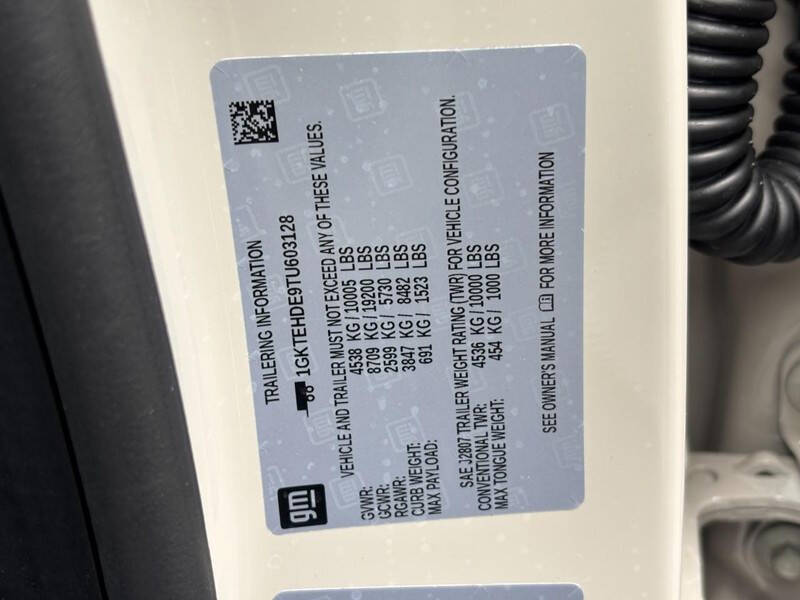 gm
TRAILERING INFORMATION
1GKTEHDE9TU603128
VEHICLE AND TRAILER MUST NOT EXCEED ANY OF THESE VALUES.
GVWR: 4538 KG / 10005 LBS
GCWR: 8709 KG / 19200 LBS
RGAWR: 2599 KG / 5730 LBS
CURB WEIGHT: 3847 KG / 8482 LBS
MAX PAYLOAD: 691 KG / 1523 LBS
SAE J2807 TRAILER WEIGHT RATING (TWR) FOR VEHICLE CONFIGURATION.
CONVENTIONAL TWR: 4536 KG / 10000 LBS
MAX TONGUE WEIGHT: 454 KG / 1000 LBS
SEE OWNER'S MANUAL FOR MORE INFORMATION